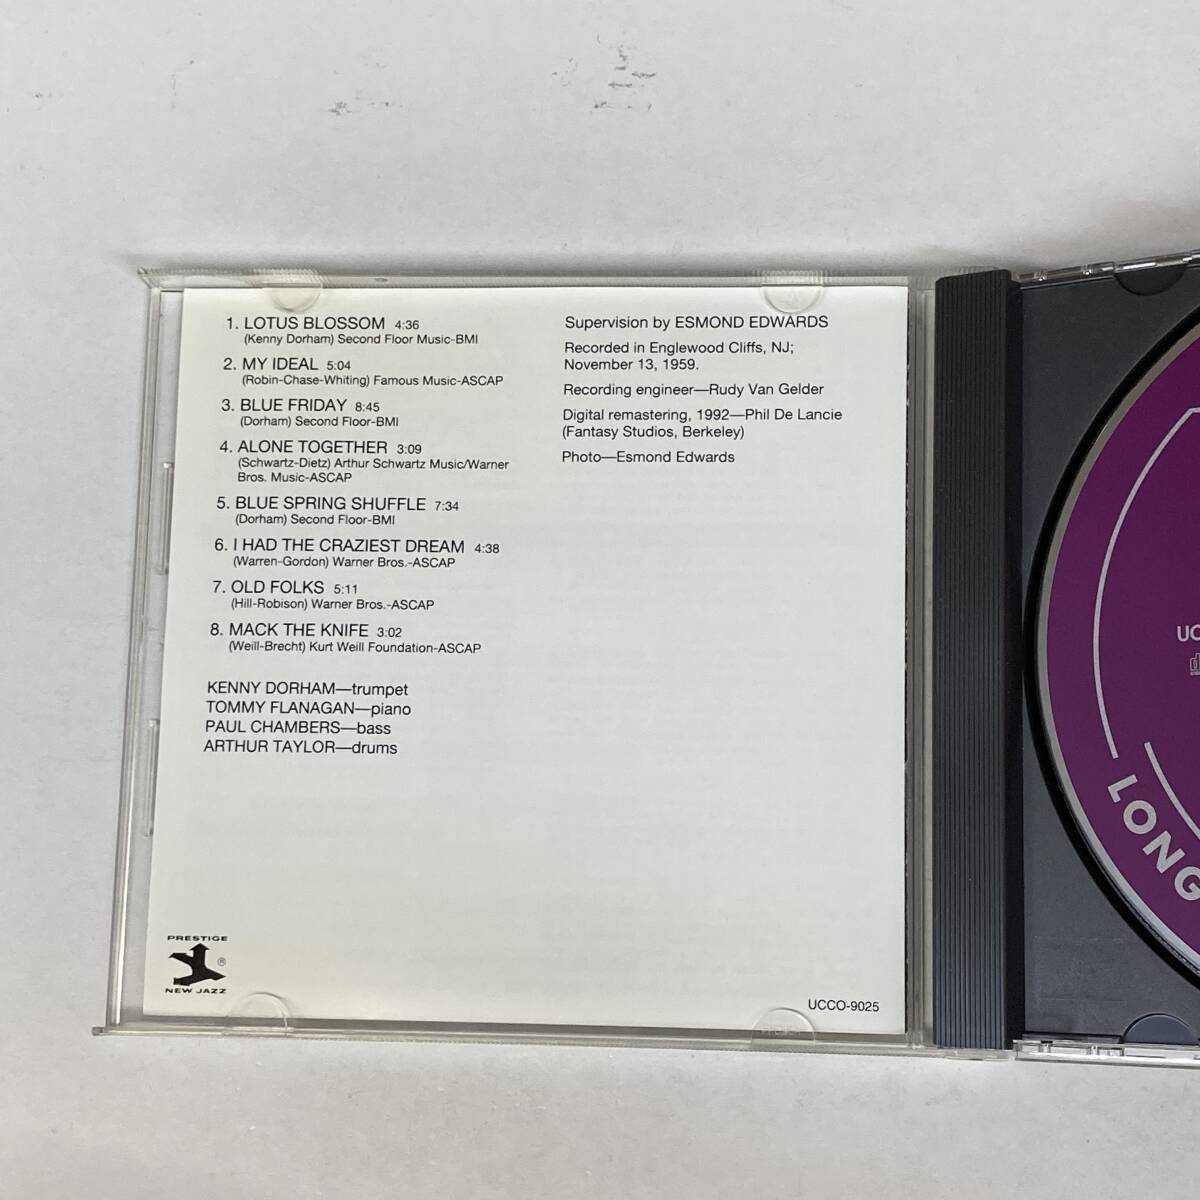 1. LOTUS BLOSSOM 4:36
(Kenny Dorham) Second Floor Music-BMI
2. MY IDEAL 5:04
(Robin-Chase-Whiting) Famous Music-ASCAP
3. BLUE FRIDAY 8:45
(Dorham) Second Floor-BMI
4. ALONE TOGETHER 3:09
(Schwartz-Dietz) Arthur Schwartz Music/Warner
Bros. Music-ASCAP
5. BLUE SPRING SHUFFLE 7:34
(Dorham) Second Floor-BMI
6. I HAD THE CRAZIEST DREAM 4:38
(Warren-Gordon) Warner Bros.-ASCAP
7. OLD FOLKS 5:11
(Hill-Robison) Warner Bros.-ASCAP
8. MACK THE KNIFE 3:02
(Weill-Brecht) Kurt Weill Foundation-ASCAP
KENNY DORHAM—trumpet
TOMMY FLANAGAN—piano
PAUL CHAMBERS—bass
ARTHUR TAYLOR—drums
Supervision by ESMOND EDWARDS
Recorded in Englewood Cliffs, NJ;
November 13, 1959.
Recording engineer—Rudy Van Gelder
Digital remastering, 1992—Phil De Lancie
(Fantasy Studios, Berkeley)
Photo—Esmond Edwards
PRESTIGE
®
NEW JAZZ
UCCO-9025
UC
LONG